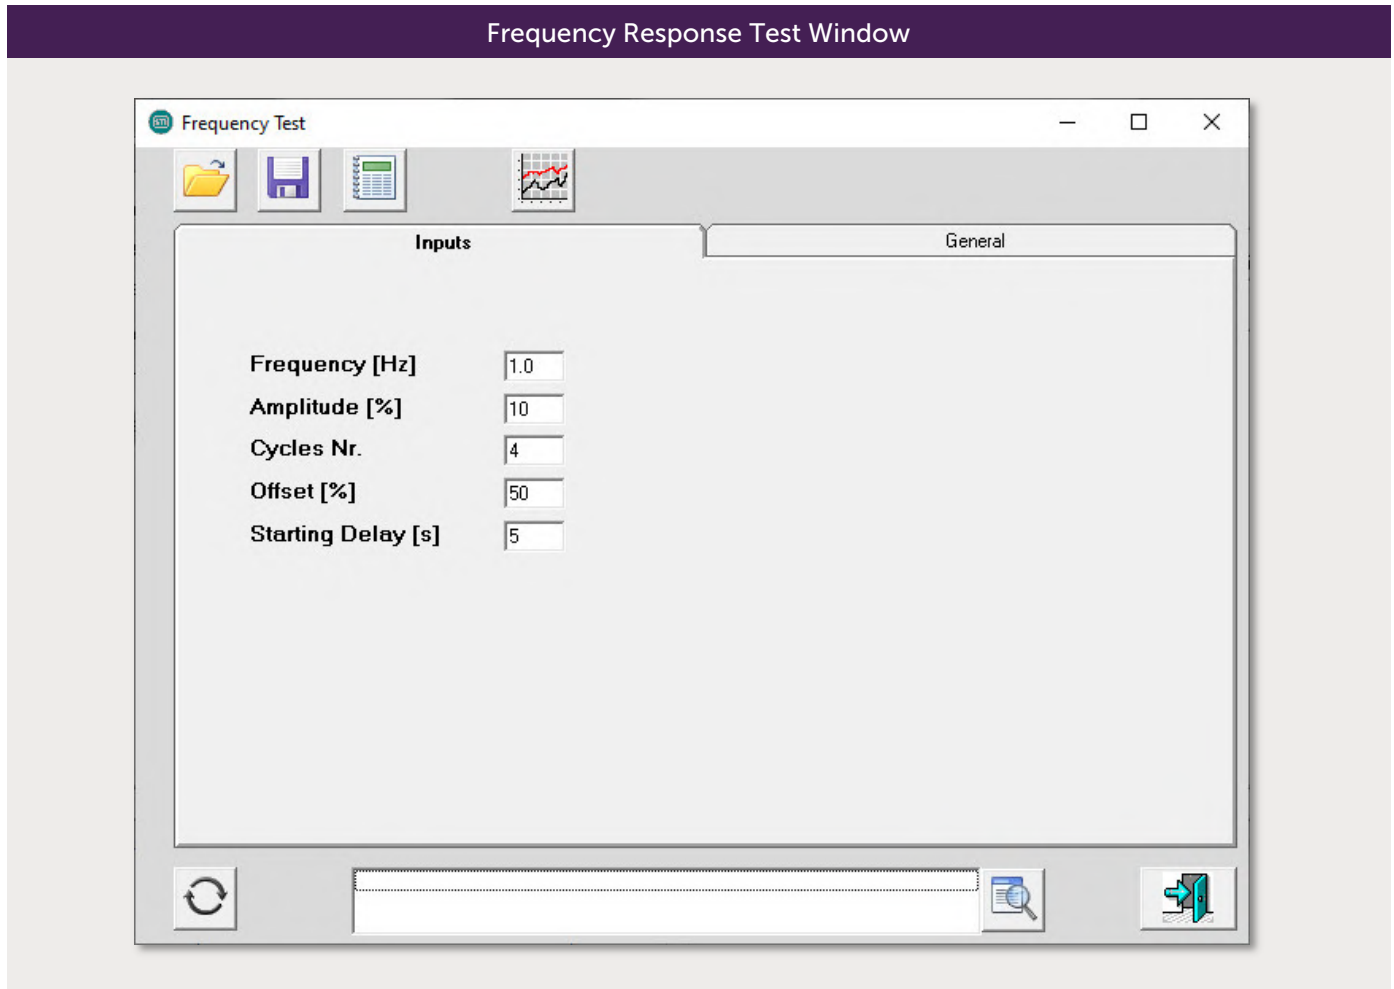 Frequency Response Test Window
STI
Frequency Test
Inputs
General
Frequency [Hz] 1.0
Amplitude [%] 10
Cycles Nr. 4
Offset [%] 50
Starting Delay [s] 5